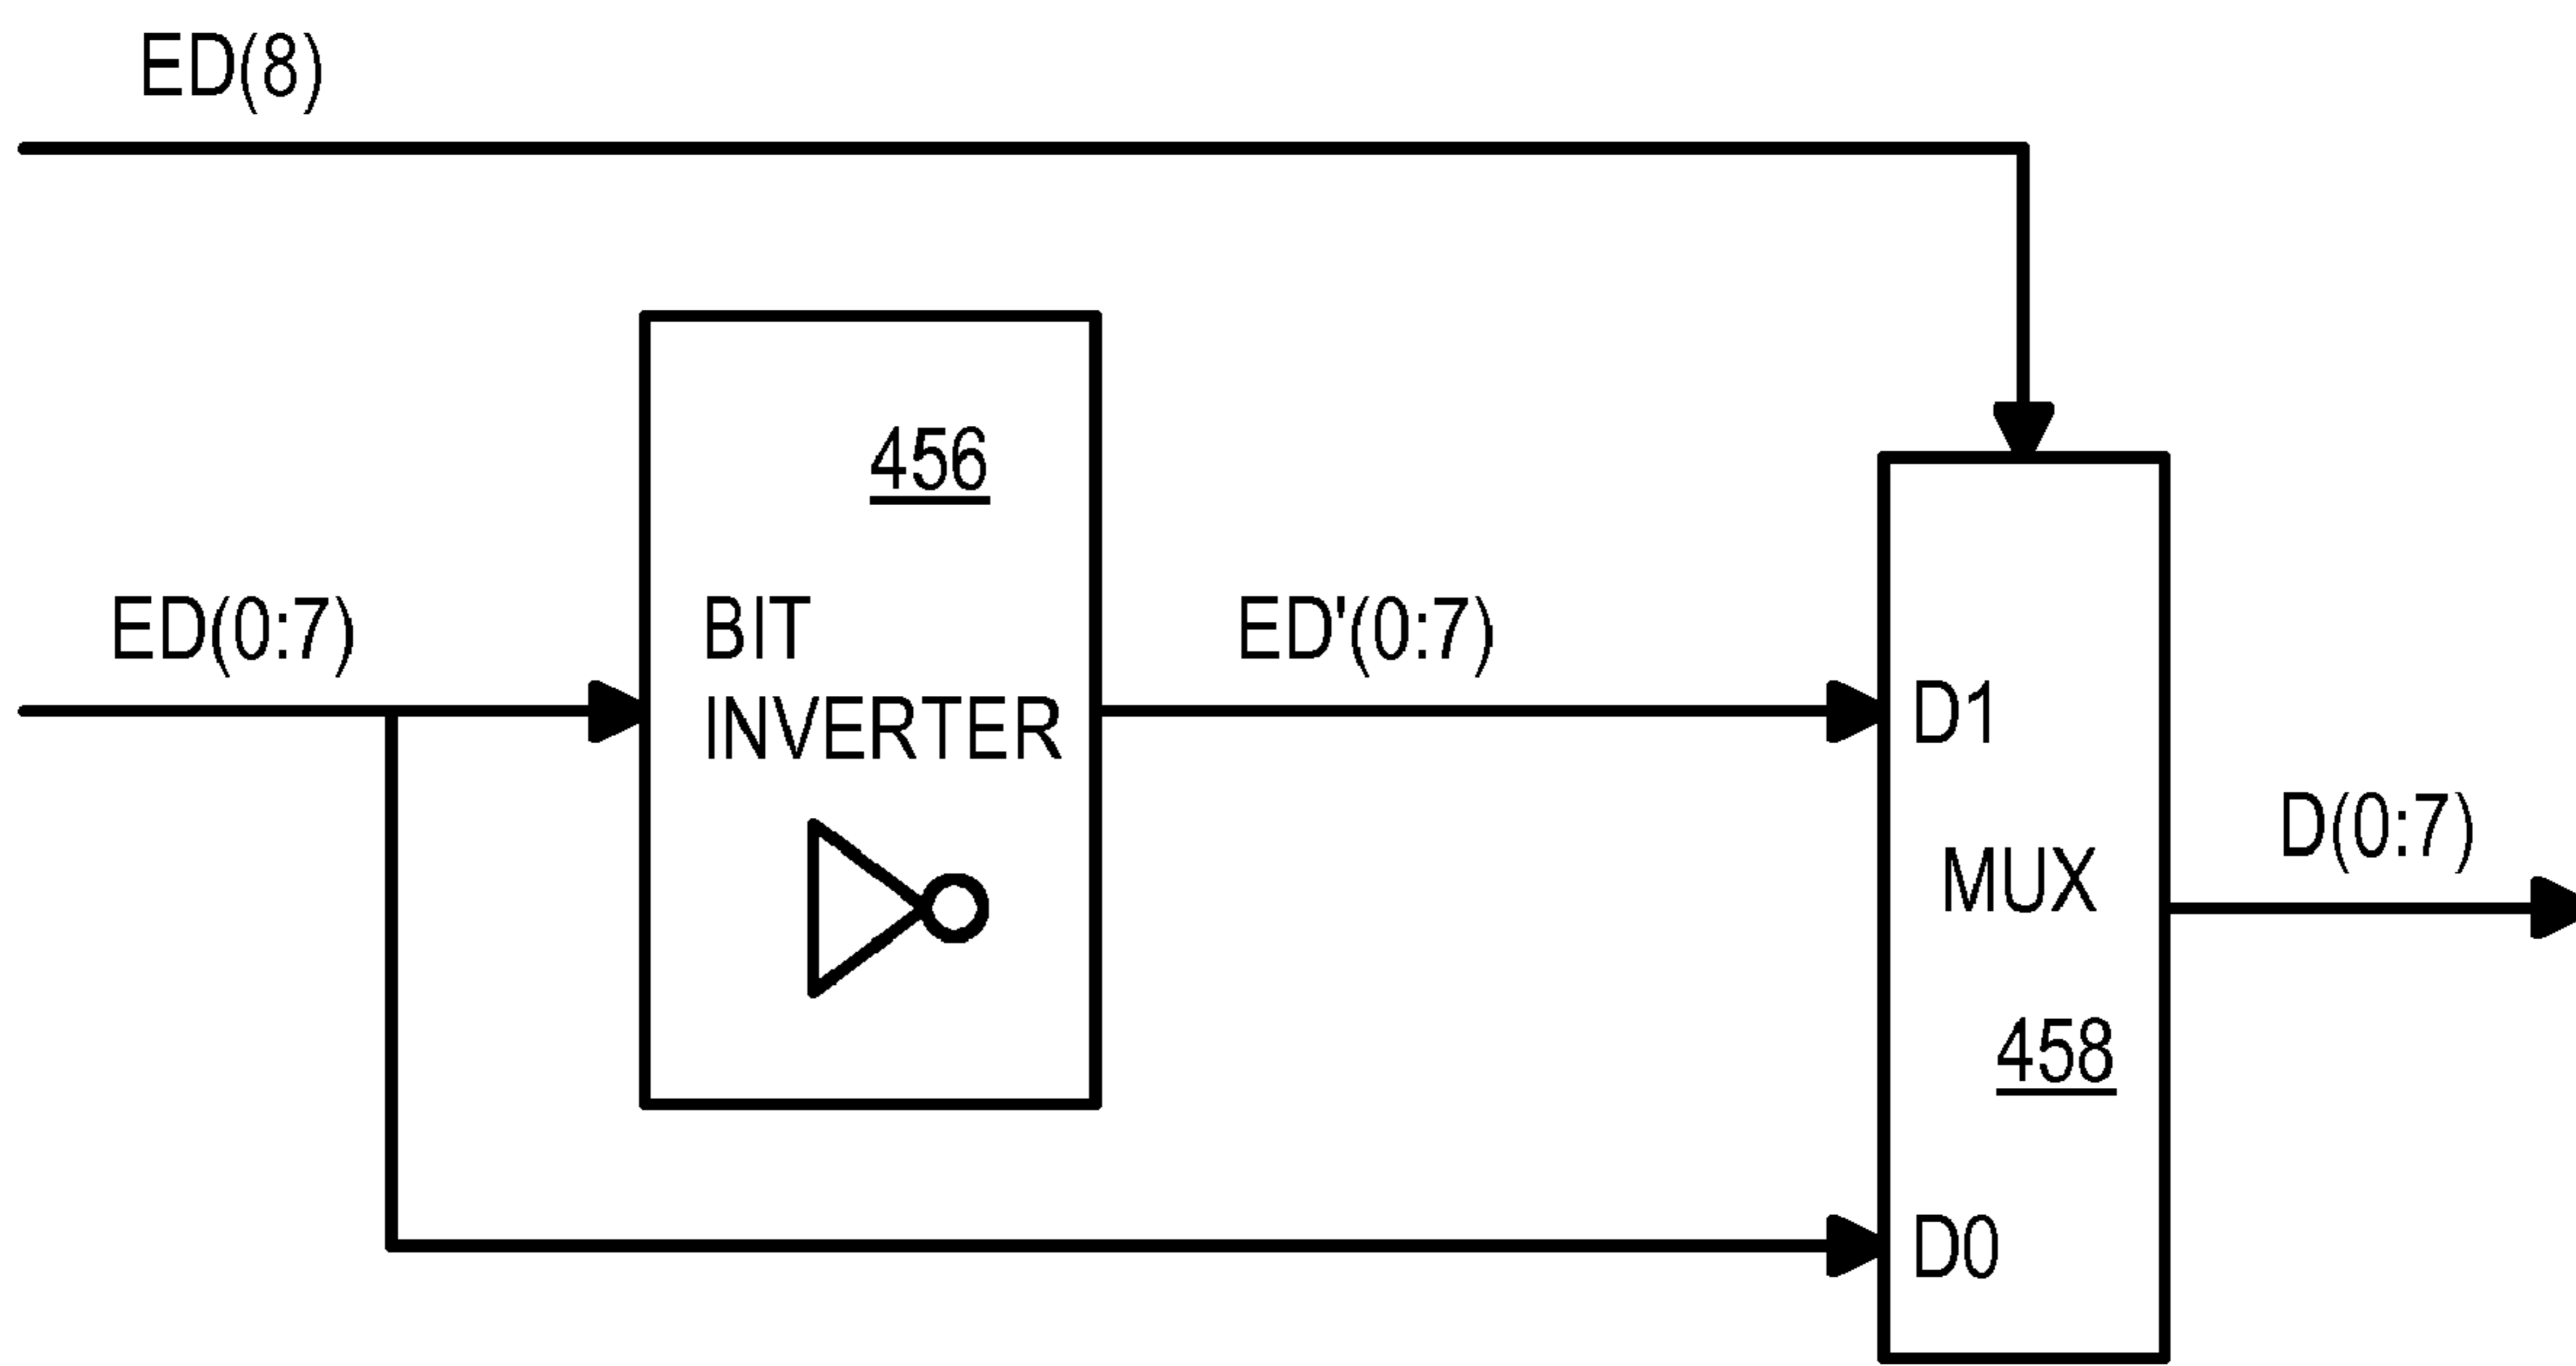 ED(8)
456
ED(0:7)
BIT
INVERTER
ED'(0:7)
D1
MUX
D(0:7)
458
D0